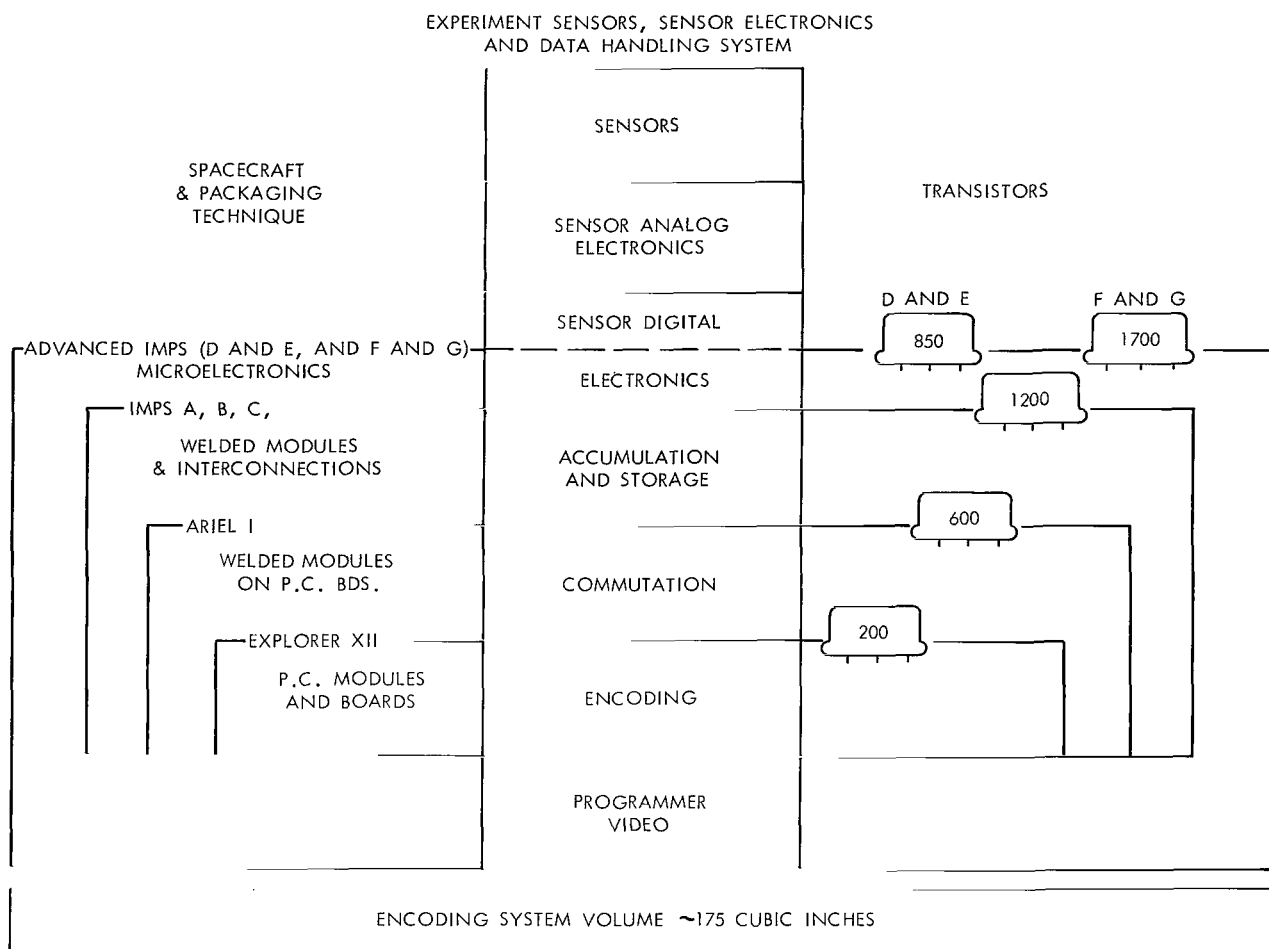 EXPERIMENT SENSORS, SENSOR ELECTRONICS
AND DATA HANDLING SYSTEM
SENSORS
SPACECRAFT
& PACKAGING
TECHNIQUE
TRANSISTORS
SENSOR ANALOG
ELECTRONICS
D AND E
F AND G
SENSOR DIGITAL
850
1700
ADVANCED IMPS (D AND E, AND F AND G)
MICROELECTRONICS
ELECTRONICS
IMPS A, B, C,
1200
WELDED MODULES
& INTERCONNECTIONS
ACCUMULATION
AND STORAGE
ARIEL I
600
WELDED MODULES
ON P.C. BDS.
COMMUTATION
EXPLORER XII
200
P.C. MODULES
AND BOARDS
ENCODING
PROGRAMMER
VIDEO
ENCODING SYSTEM VOLUME ~175 CUBIC INCHES